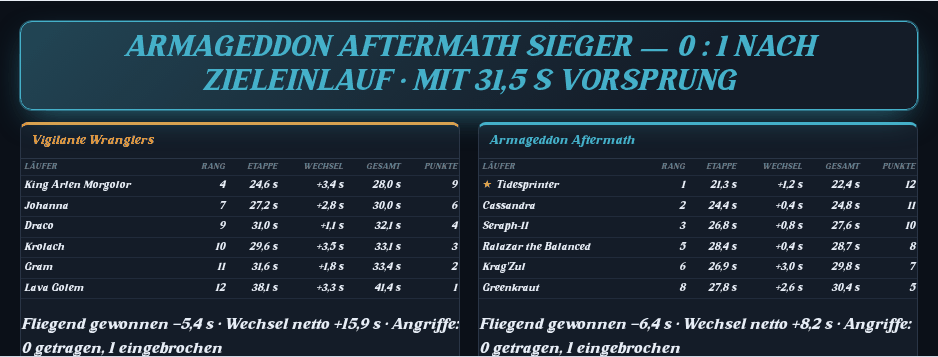 ARMAGEDDON AFTERMATH SIEGER — 0 : 1 NACH
ZIELEINLAUF · MIT 31,5 S VORSPRUNG
Vigilante Wranglers
LÄUFER RANG ETAPPE WECHSEL GESAMT PUNKTE
King Arlen Morgolor 4 24,6 s +3,4 s 28,0 s 9
Johanna 7 27,2 s +2,8 s 30,0 s 6
Draco 9 31,0 s +1,1 s 32,1 s 4
Krolach 10 29,6 s +3,5 s 33,1 s 3
Gram 11 31,6 s +1,8 s 33,4 s 2
Lava Golem 12 38,1 s +3,3 s 41,4 s 1
Fliegend gewonnen −5,4 s · Wechsel netto +15,9 s · Angriffe:
0 getragen, 1 eingebrochen
Armageddon Aftermath
LÄUFER RANG ETAPPE WECHSEL GESAMT PUNKTE
★ Tidesprinter 1 21,3 s +1,2 s 22,4 s 12
Cassandra 2 24,4 s +0,4 s 24,8 s 11
Seraph-11 3 26,8 s +0,8 s 27,6 s 10
Ralazar the Balanced 5 28,4 s +0,4 s 28,7 s 8
Krag'Zul 6 26,9 s +3,0 s 29,8 s 7
Greenkraut 8 27,8 s +2,6 s 30,4 s 5
Fliegend gewonnen −6,4 s · Wechsel netto +8,2 s · Angriffe:
0 getragen, 1 eingebrochen